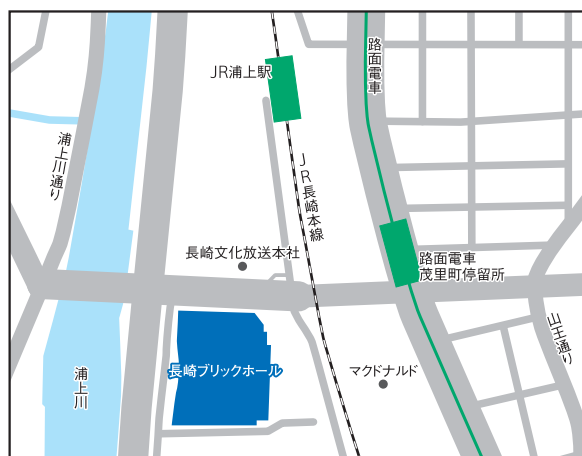 路面電車
JR浦上駅
浦上川通り
JR長崎本線
長崎文化放送本社
路面電車
茂里町停留所
山王通り
浦上川
長崎ブリックホール
マクドナルド